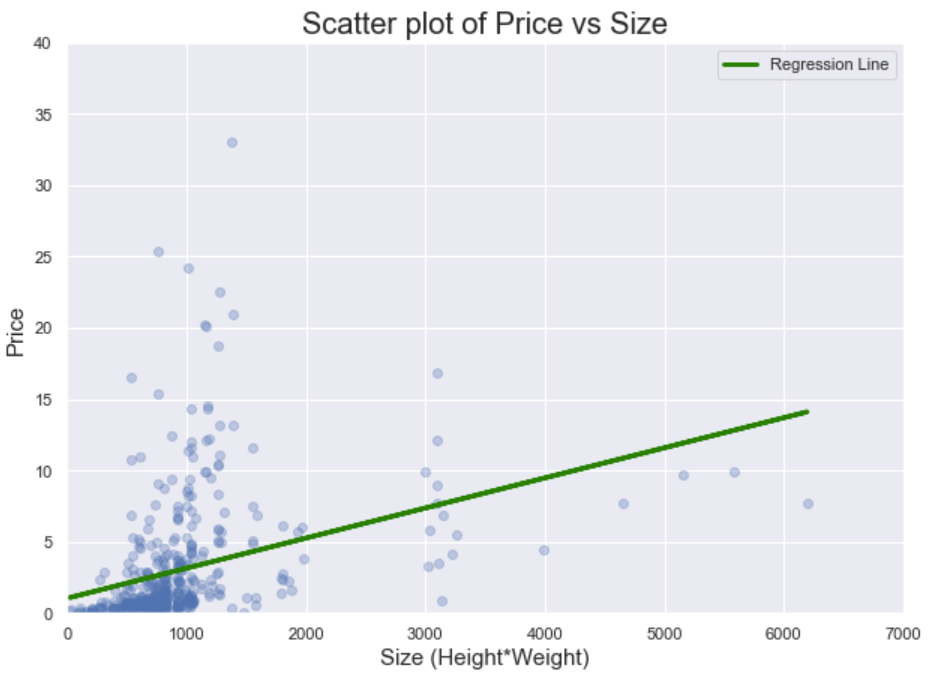 Scatter plot of Price vs Size
Regression Line
Price
40
35
30
25
20
15
10
5
0
0 1000 2000 3000 4000 5000 6000 7000
Size (Height*Weight)